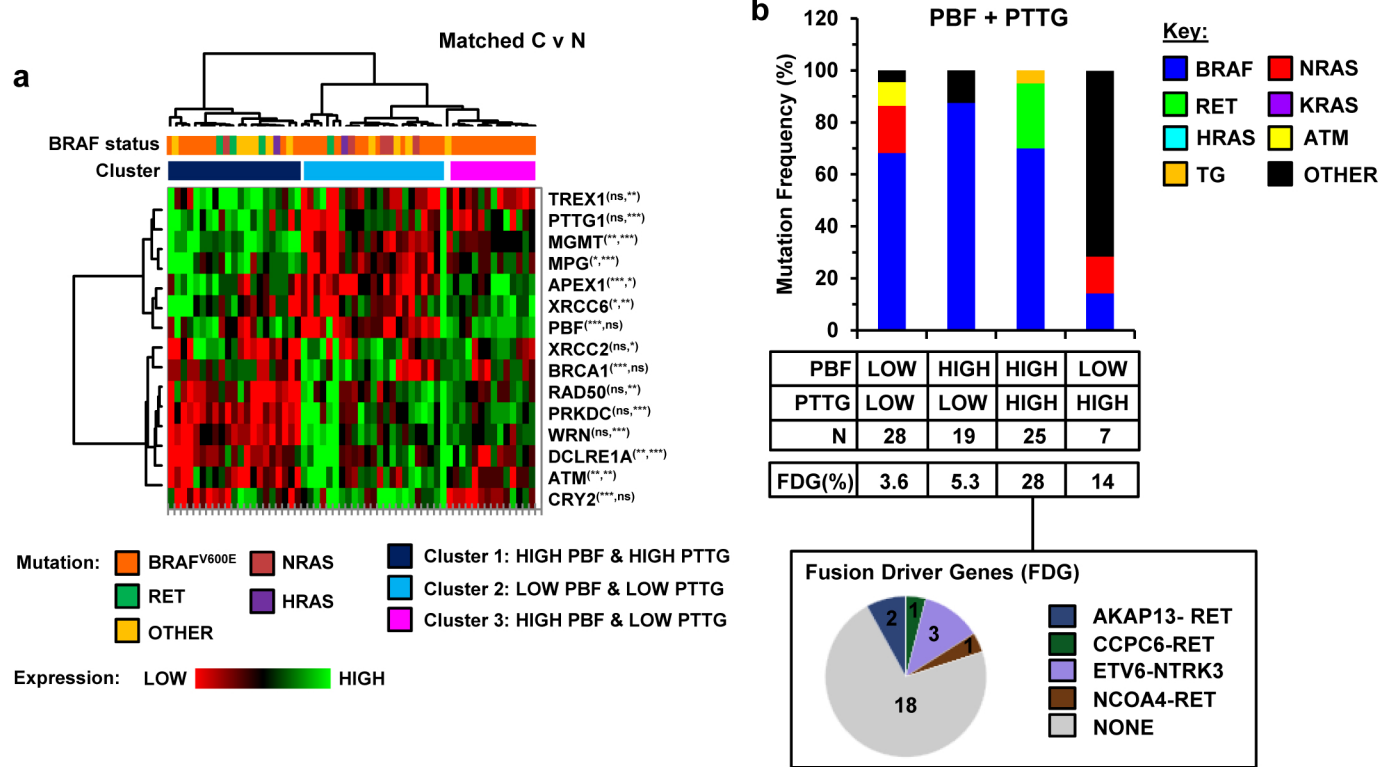 a
Matched C v N
BRAF status
Cluster
TREX1(ns,**)
PTTG1(ns,***)
MGMT(**,***)
MPG(*,***)
APEX1(***,*)
XRCC6(*,**)
PBF(***,ns)
XRCC2(ns,*)
BRCA1(***,ns)
RAD50(ns,**)
PRKDC(ns,***)
WRN(ns,***)
DCLRE1A(**,***)
ATM(**,**)
CRY2(***,ns)
Mutation:
BRAFV600E
NRAS
RET
HRAS
OTHER
Cluster 1: HIGH PBF & HIGH PTTG
Cluster 2: LOW PBF & LOW PTTG
Cluster 3: HIGH PBF & LOW PTTG
Expression: LOW HIGH
b
PBF + PTTG
Mutation Frequency (%)
120
100
80
60
40
20
0
Key:
BRAF NRAS
RET KRAS
HRAS ATM
TG OTHER
PBF LOW HIGH HIGH LOW
PTTG LOW LOW HIGH HIGH
N 28 19 25 7
FDG(%) 3.6 5.3 28 14
Fusion Driver Genes (FDG)
2
1
3
1
18
AKAP13- RET
CCPC6-RET
ETV6-NTRK3
NCOA4-RET
NONE